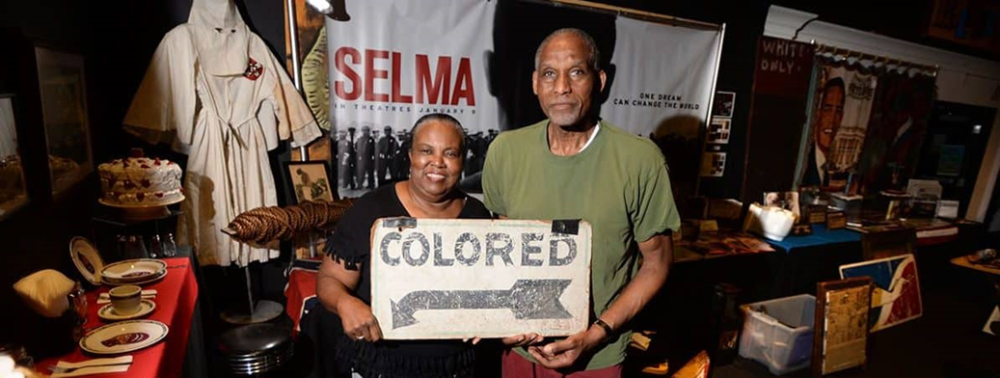 SELMA
IN THEATRES JANUARY 9
ONE DREAM
CAN CHANGE THE WORLD
WHITE
ONLY
COLORED